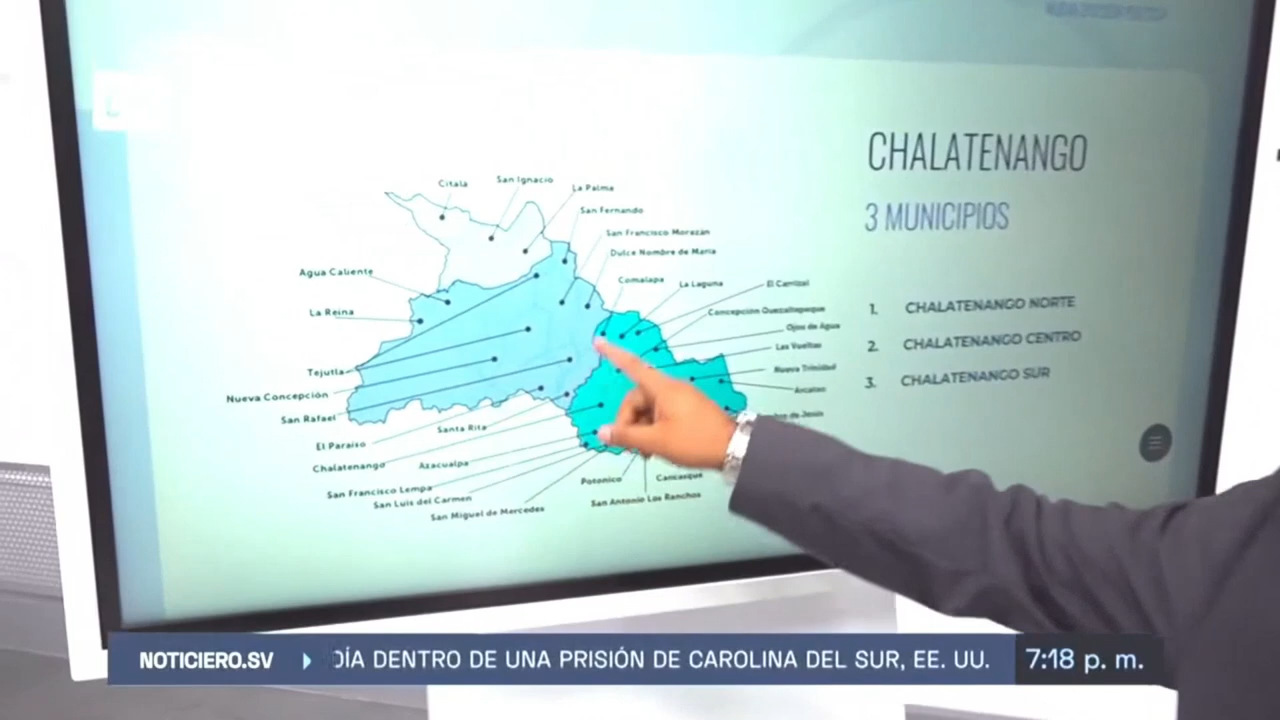 CHALATENANGO
3 MUNICIPIOS
1. CHALATENANGO NORTE
2. CHALATENANGO CENTRO
3. CHALATENANGO SUR
Citalá
San Ignacio
La Palma
San Fernando
San Francisco Morazán
Dulce Nombre de María
Comalapa
La Laguna
El Carrizal
Concepción Quezaltepeque
Ojos de Agua
Las Vueltas
Nueva Trinidad
Arcatao
de Jesús
Agua Caliente
La Reina
Tejutla
Nueva Concepción
San Rafael
El Paraíso
Santa Rita
Chalatenango
Azacualpa
San Francisco Lempa
San Luis del Carmen
San Miguel de Mercedes
Potonico
Cancasque
San Antonio Los Ranchos
NOTICIERO.SV
DÍA DENTRO DE UNA PRISIÓN DE CAROLINA DEL SUR, EE. UU.
7:18 p. m.